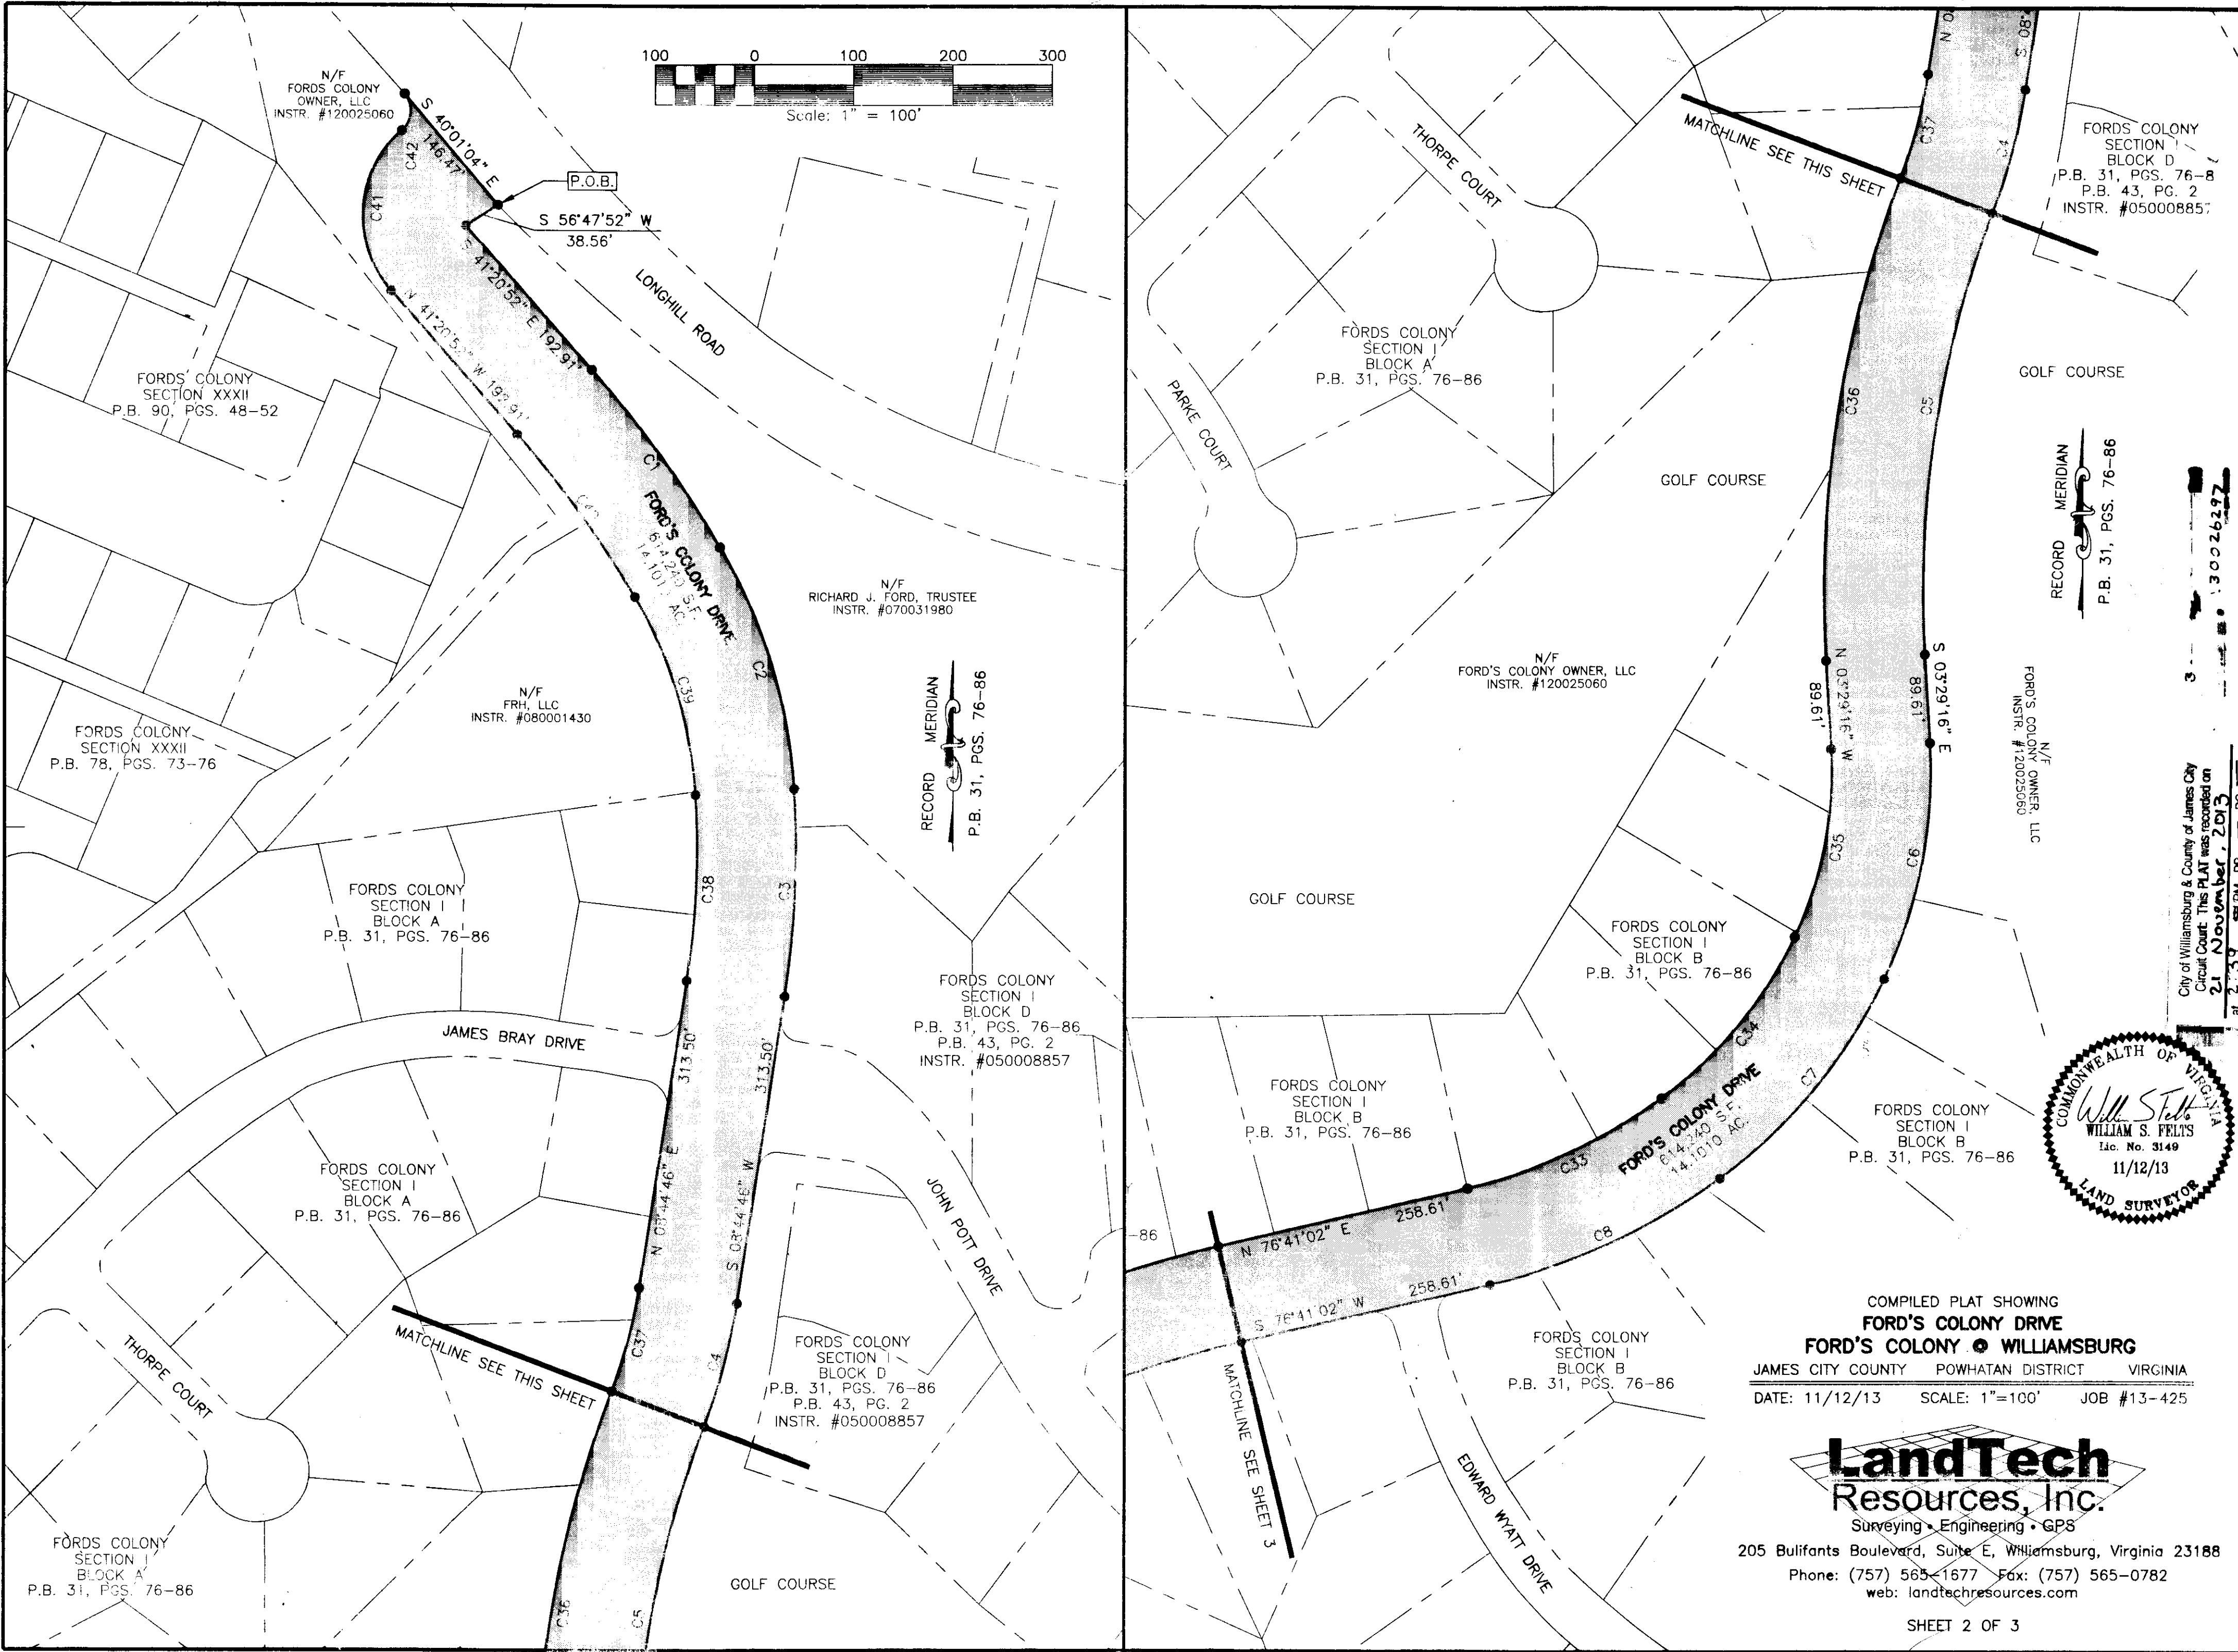 100 0 100 200 300
Scale: 1" = 100'
N/F
FORDS COLONY
OWNER, LLC
INSTR. #120025060
S 40°01'04" E
146.47'
C42
C41
P.O.B.
S 56°47'52" W
38.56'
S 41°20'52" E 192.91'
N 41°20'52" W 192.91'
LONGHILL ROAD
FORDS COLONY
SECTION XXXII
P.B. 90, PGS. 48-52
C1
FORD'S COLONY DRIVE
614,240 S.F.
14.1010 AC.
N/F
RICHARD J. FORD, TRUSTEE
INSTR. #070031980
C2
C39
N/F
FRH, LLC
INSTR. #080001430
RECORD MERIDIAN
P.B. 31, PGS. 76-86
FORDS COLONY
SECTION XXXII
P.B. 78, PGS. 73-76
FORDS COLONY
SECTION I
BLOCK A
P.B. 31, PGS. 76-86
C38
C3
FORDS COLONY
SECTION I
BLOCK D
P.B. 31, PGS. 76-86
P.B. 43, PG. 2
INSTR. #050008857
JAMES BRAY DRIVE
313.50'
313.50'
N 08°44'46" E
S 08°44'46" W
FORDS COLONY
SECTION I
BLOCK A
P.B. 31, PGS. 76-86
JOHN POTT DRIVE
THORPE COURT
MATCHLINE SEE THIS SHEET
C37
C4
FORDS COLONY
SECTION I
BLOCK D
P.B. 31, PGS. 76-86
P.B. 43, PG. 2
INSTR. #050008857
FORDS COLONY
SECTION I
BLOCK A
P.B. 31, PGS. 76-86
GOLF COURSE
C36
C5
THORPE COURT
MATCHLINE SEE THIS SHEET
C37
C4
FORDS COLONY
SECTION I
BLOCK D
P.B. 31, PGS. 76-8
P.B. 43, PG. 2
INSTR. #050008857
FORDS COLONY
SECTION I
BLOCK A
P.B. 31, PGS. 76-86
PARKE COURT
C36
C5
GOLF COURSE
GOLF COURSE
RECORD MERIDIAN
P.B. 31, PGS. 76-86
N/F
FORD'S COLONY OWNER, LLC
INSTR. #120025060
N 03°29'16" W
89.61'
S 03°29'16" E
89.61'
N/F
FORD'S COLONY OWNER, LLC
INSTR. #120025060
City of Williamsburg & County of James City
Circuit Court: This PLAT was recorded on
21 November, 2013
at 2:39
C35
C6
GOLF COURSE
FORDS COLONY
SECTION I
BLOCK B
P.B. 31, PGS. 76-86
C34
C7
FORDS COLONY
SECTION I
BLOCK B
P.B. 31, PGS. 76-86
FORD'S COLONY DRIVE
614,240 S.F.
14.1010 AC.
FORDS COLONY
SECTION I
BLOCK B
P.B. 31, PGS. 76-86
COMMONWEALTH OF VIRGINIA
WILLIAM S. FELTS
Lic. No. 3149
11/12/13
LAND SURVEYOR
C33
C8
-86
N 76°41'02" E 258.61'
S 76°41'02" W 258.61'
MATCHLINE SEE SHEET 3
FORDS COLONY
SECTION I
BLOCK B
P.B. 31, PGS. 76-86
EDWARD WYATT DRIVE
COMPILED PLAT SHOWING
FORD'S COLONY DRIVE
FORD'S COLONY @ WILLIAMSBURG
JAMES CITY COUNTY POWHATAN DISTRICT VIRGINIA
DATE: 11/12/13 SCALE: 1"=100' JOB #13-425
LandTech
Resources, Inc.
Surveying • Engineering • GPS
205 Bulifants Boulevard, Suite E, Williamsburg, Virginia 23188
Phone: (757) 565-1677 Fax: (757) 565-0782
web: landtechresources.com
SHEET 2 OF 3